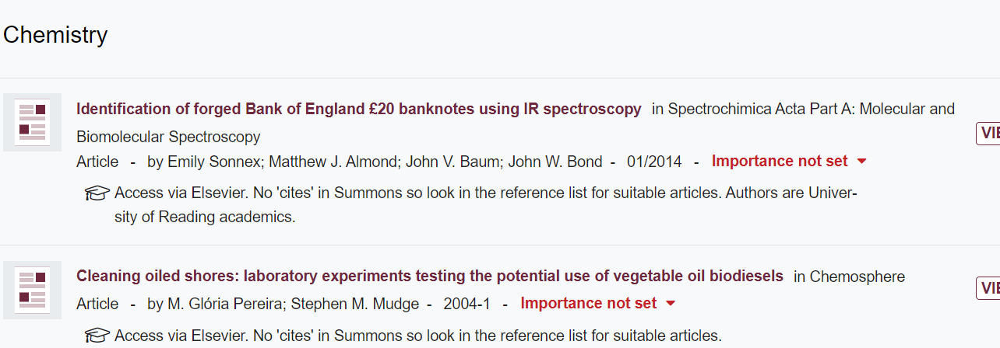 Chemistry
Identification of forged Bank of England £20 banknotes using IR spectroscopy in Spectrochimica Acta Part A: Molecular and
Biomolecular Spectroscopy
VIE
Article - by Emily Sonnex; Matthew J. Almond; John V. Baum; John W. Bond - 01/2014 - Importance not set
Access via Elsevier. No 'cites' in Summons so look in the reference list for suitable articles. Authors are Univer-
sity of Reading academics.
Cleaning oiled shores: laboratory experiments testing the potential use of vegetable oil biodiesels in Chemosphere
VIE
Article - by M. Glória Pereira; Stephen M. Mudge - 2004-1 - Importance not set
Access via Elsevier. No 'cites' in Summons so look in the reference list for suitable articles.